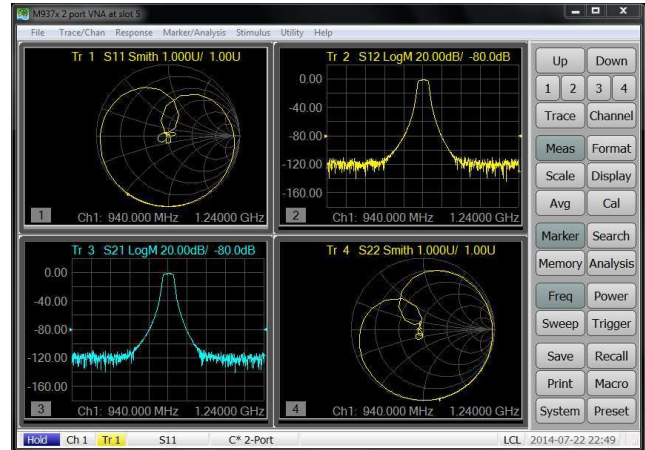 M937x 2 port VNA at slot 5
File Trace/Chan Response Marker/Analysis Stimulus Utility Help
Tr 1 S11 Smith 1.000U/ 1.00U
1
Ch1: 940.000 MHz 1.24000 GHz
Tr 2 S12 LogM 20.00dB/ -80.0dB
0.00
-40.00
-80.00
-120.00
-160.00
2
Ch1: 940.000 MHz 1.24000 GHz
Tr 3 S21 LogM 20.00dB/ -80.0dB
0.00
-40.00
-80.00
-120.00
-160.00
3
Ch1: 940.000 MHz 1.24000 GHz
Tr 4 S22 Smith 1.000U/ 1.00U
4
Ch1: 940.000 MHz 1.24000 GHz
Up Down
1 2 3 4
Trace Channel
Meas Format
Scale Display
Avg Cal
Marker Search
Memory Analysis
Freq Power
Sweep Trigger
Save Recall
Print Macro
System Preset
Hold Ch 1 Tr 1 S11 C* 2-Port LCL 2014-07-22 22:49